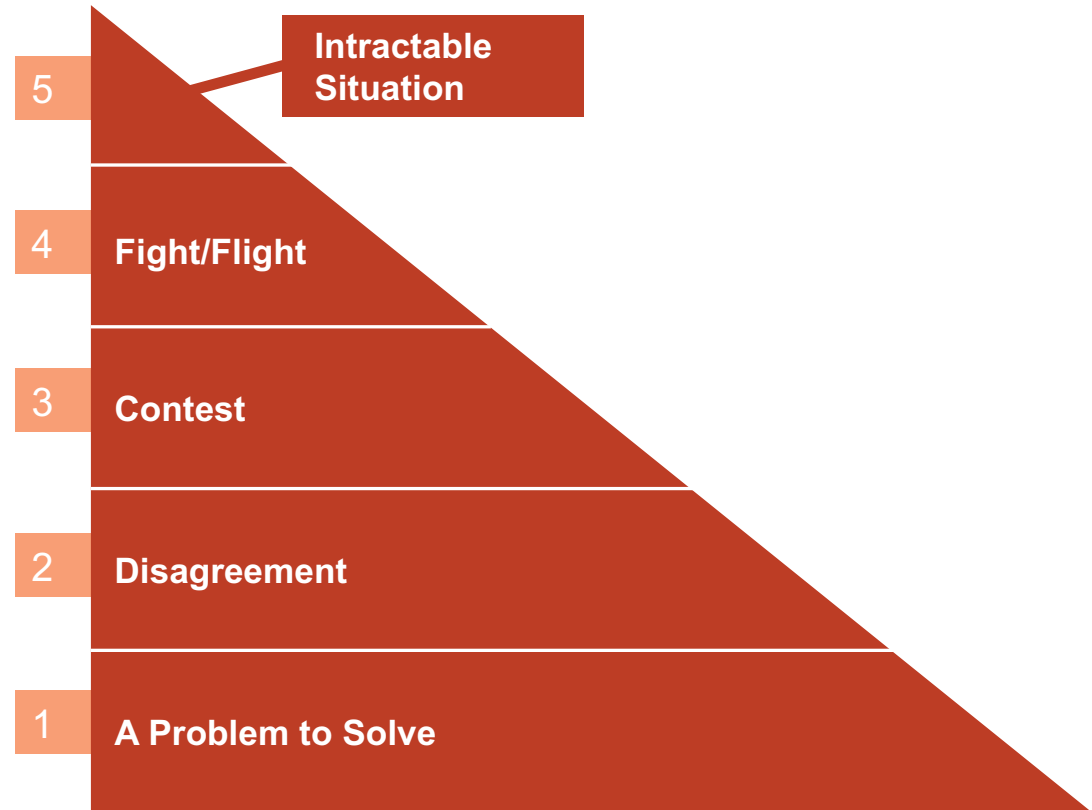 Intractable
Situation
5
4
Fight/Flight
3
Contest
2
Disagreement
1
A Problem to Solve